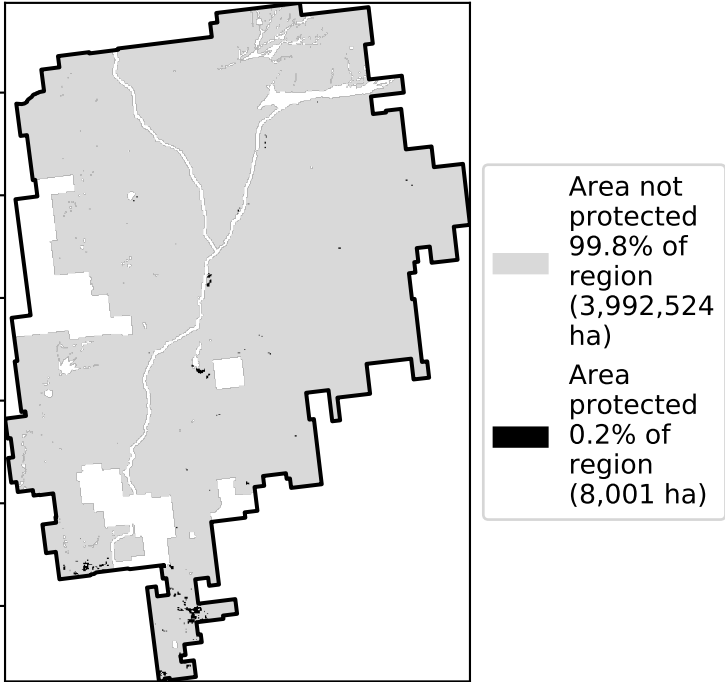 Area not
protected
99.8% of
region
(3,992,524
ha)
Area
protected
0.2% of
region
(8,001 ha)